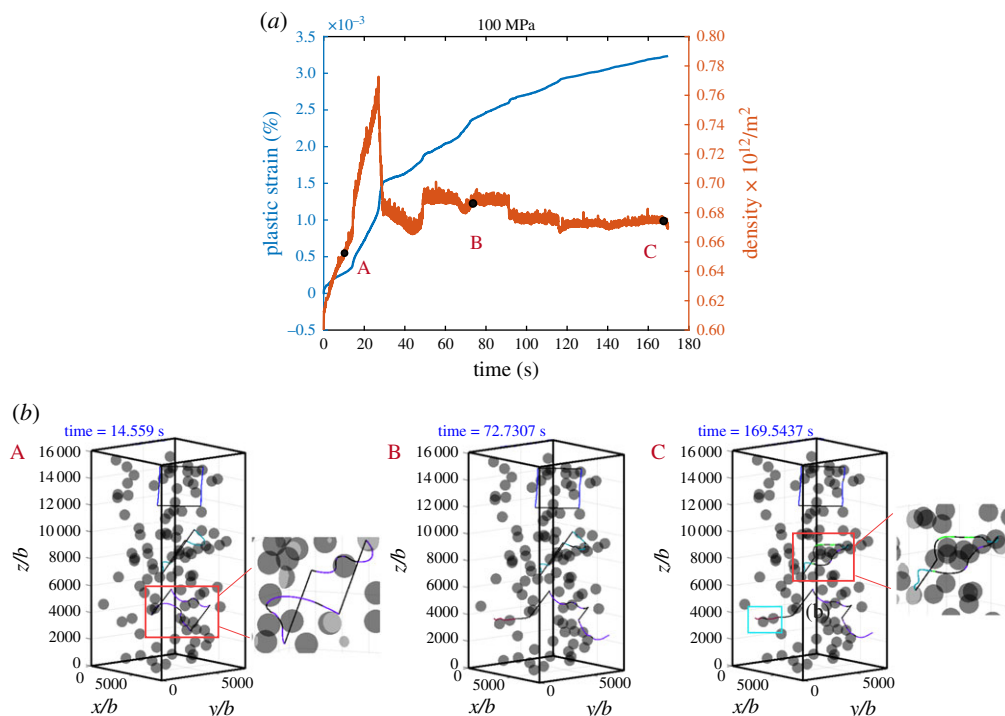 (a)
×10⁻³
100 MPa
3.5
3.0
2.5
2.0
1.5
1.0
0.5
0
–0.5
plastic strain (%)
0.80
0.78
0.76
0.74
0.72
0.70
0.68
0.66
0.64
0.62
0.60
density × 10¹²/m²
A
B
C
0 20 40 60 80 100 120 140 160 180
time (s)
(b)
A
time = 14.559 s
16 000
14 000
12 000
10 000
8000
6000
4000
2000
0
z/b
5000 0 5000
x/b y/b
B
time = 72.7307 s
16 000
14 000
12 000
10 000
8000
6000
4000
2000
0
z/b
5000 0 5000
x/b y/b
C
time = 169.5437 s
16 000
14 000
12 000
10 000
8000
6000
4000
2000
0
z/b
(b)
5000 0 5000
x/b y/b